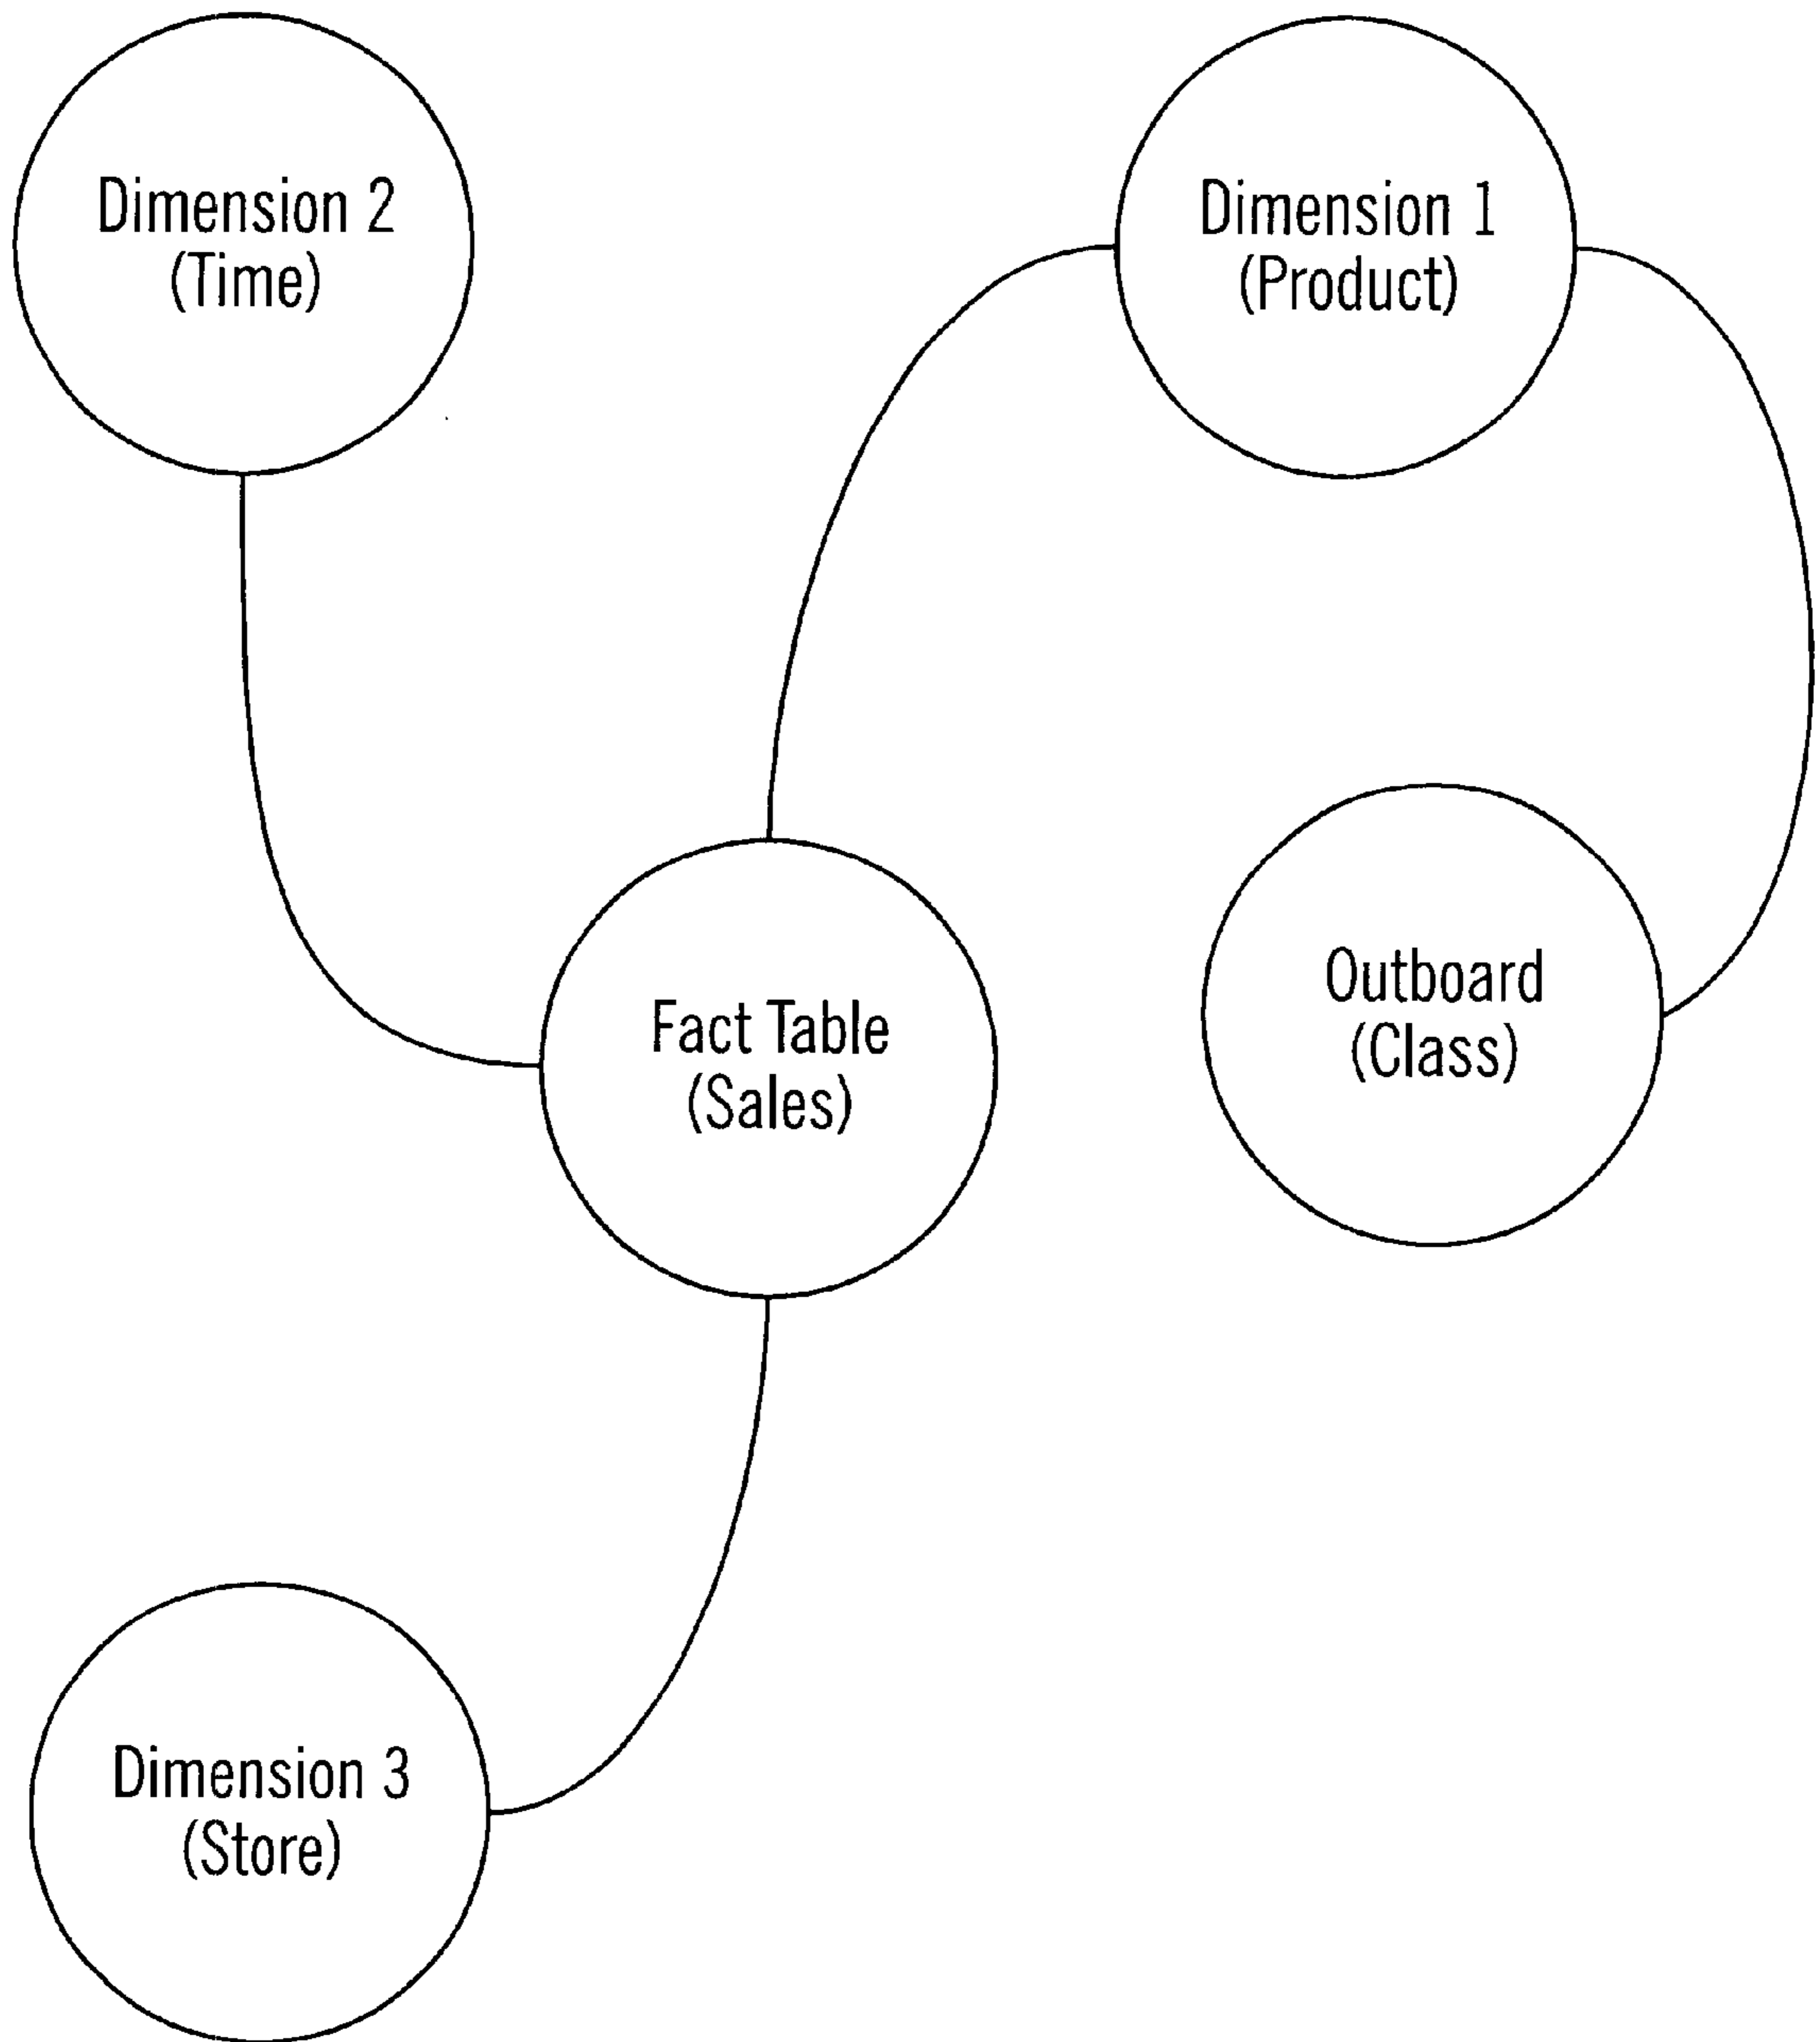 Dimension 2
(Time)
Dimension 1
(Product)
Fact Table
(Sales)
Outboard
(Class)
Dimension 3
(Store)